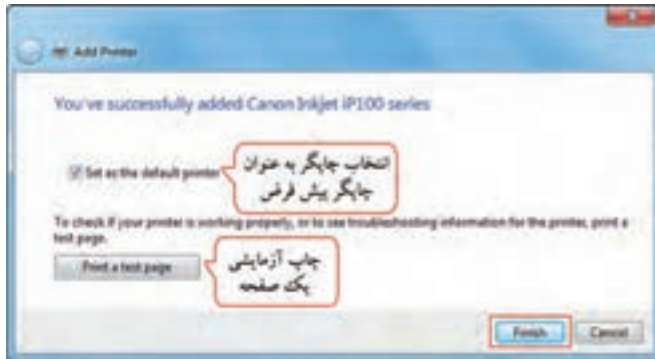 Add Printer
You've successfully added Canon Inkjet iP100 series
Set as the default printer
انتخاب چاپگر به عنوان
چاپگر پیش فرض
To check if your printer is working properly, or to see troubleshooting information for the printer, print a
test page.
Print a test page
چاپ آزمایشی
یک صفحه
Finish
Cancel